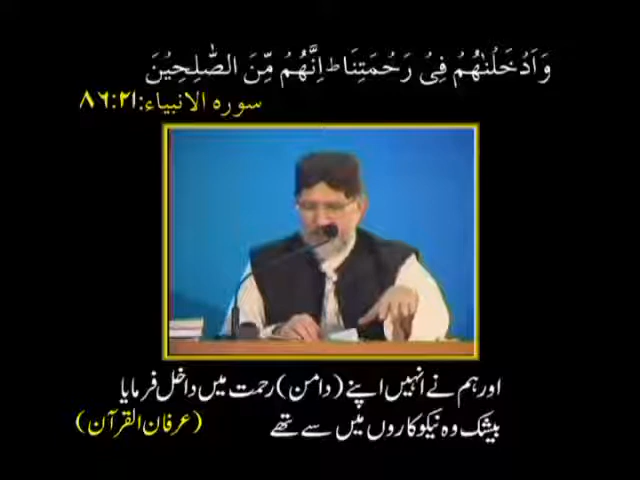 وَاَدْخَلْنٰهُمْ فِیْ رَحْمَتِنَا ط اِنَّهُمْ مِّنَ الصّٰلِحِیْنَ
سورہ الانبیاء:۸۶:۲۱
اور ہم نے انہیں اپنے (دامن) رحمت میں داخل فرمایا
بیشک وہ نیکوکاروں میں سے تھے (عرفان القرآن)